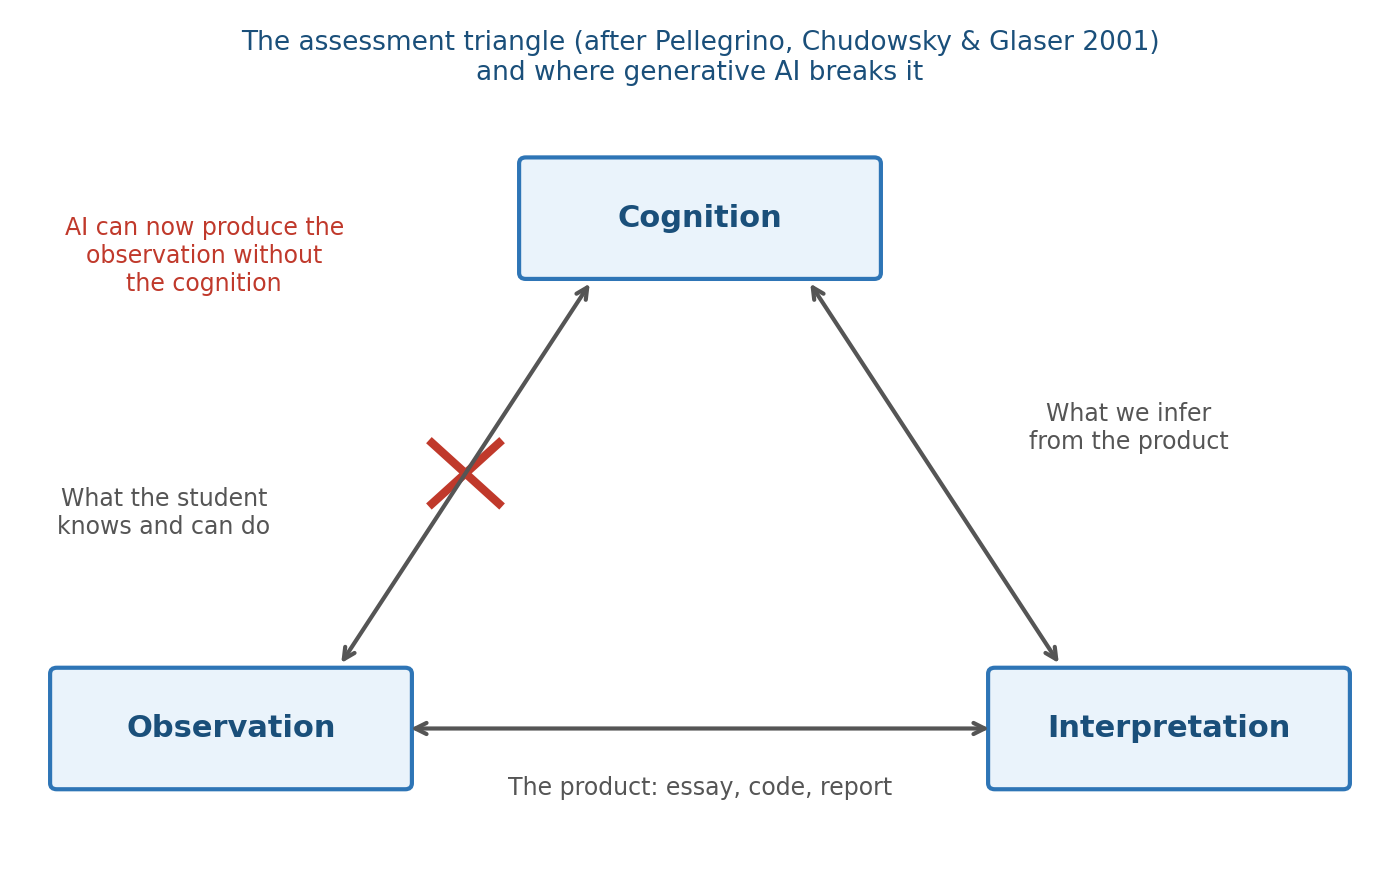 The assessment triangle (after Pellegrino, Chudowsky & Glaser 2001)
and where generative AI breaks it
Cognition
AI can now produce the
observation without
the cognition
What we infer
from the product
What the student
knows and can do
Observation
Interpretation
The product: essay, code, report